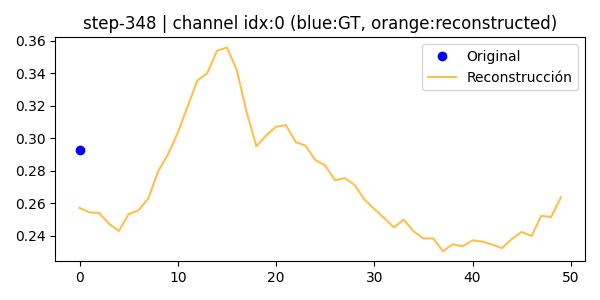 step-348 | channel idx:0 (blue:GT, orange:reconstructed)
0.36
0.34
0.32
0.30
0.28
0.26
0.24
Original
Reconstrucción
0 10 20 30 40 50